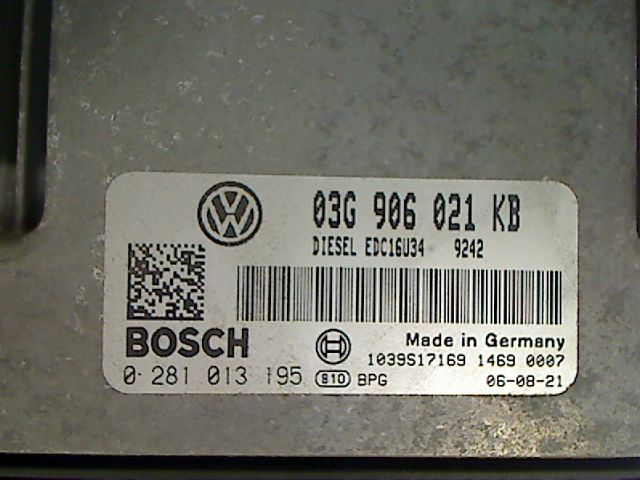 03G 906 021 KB
DIESEL EDC16U34 9242
BOSCH
Made in Germany
1039S17169 1469 0007
0 281 013 195 S10 BPG 06-08-21